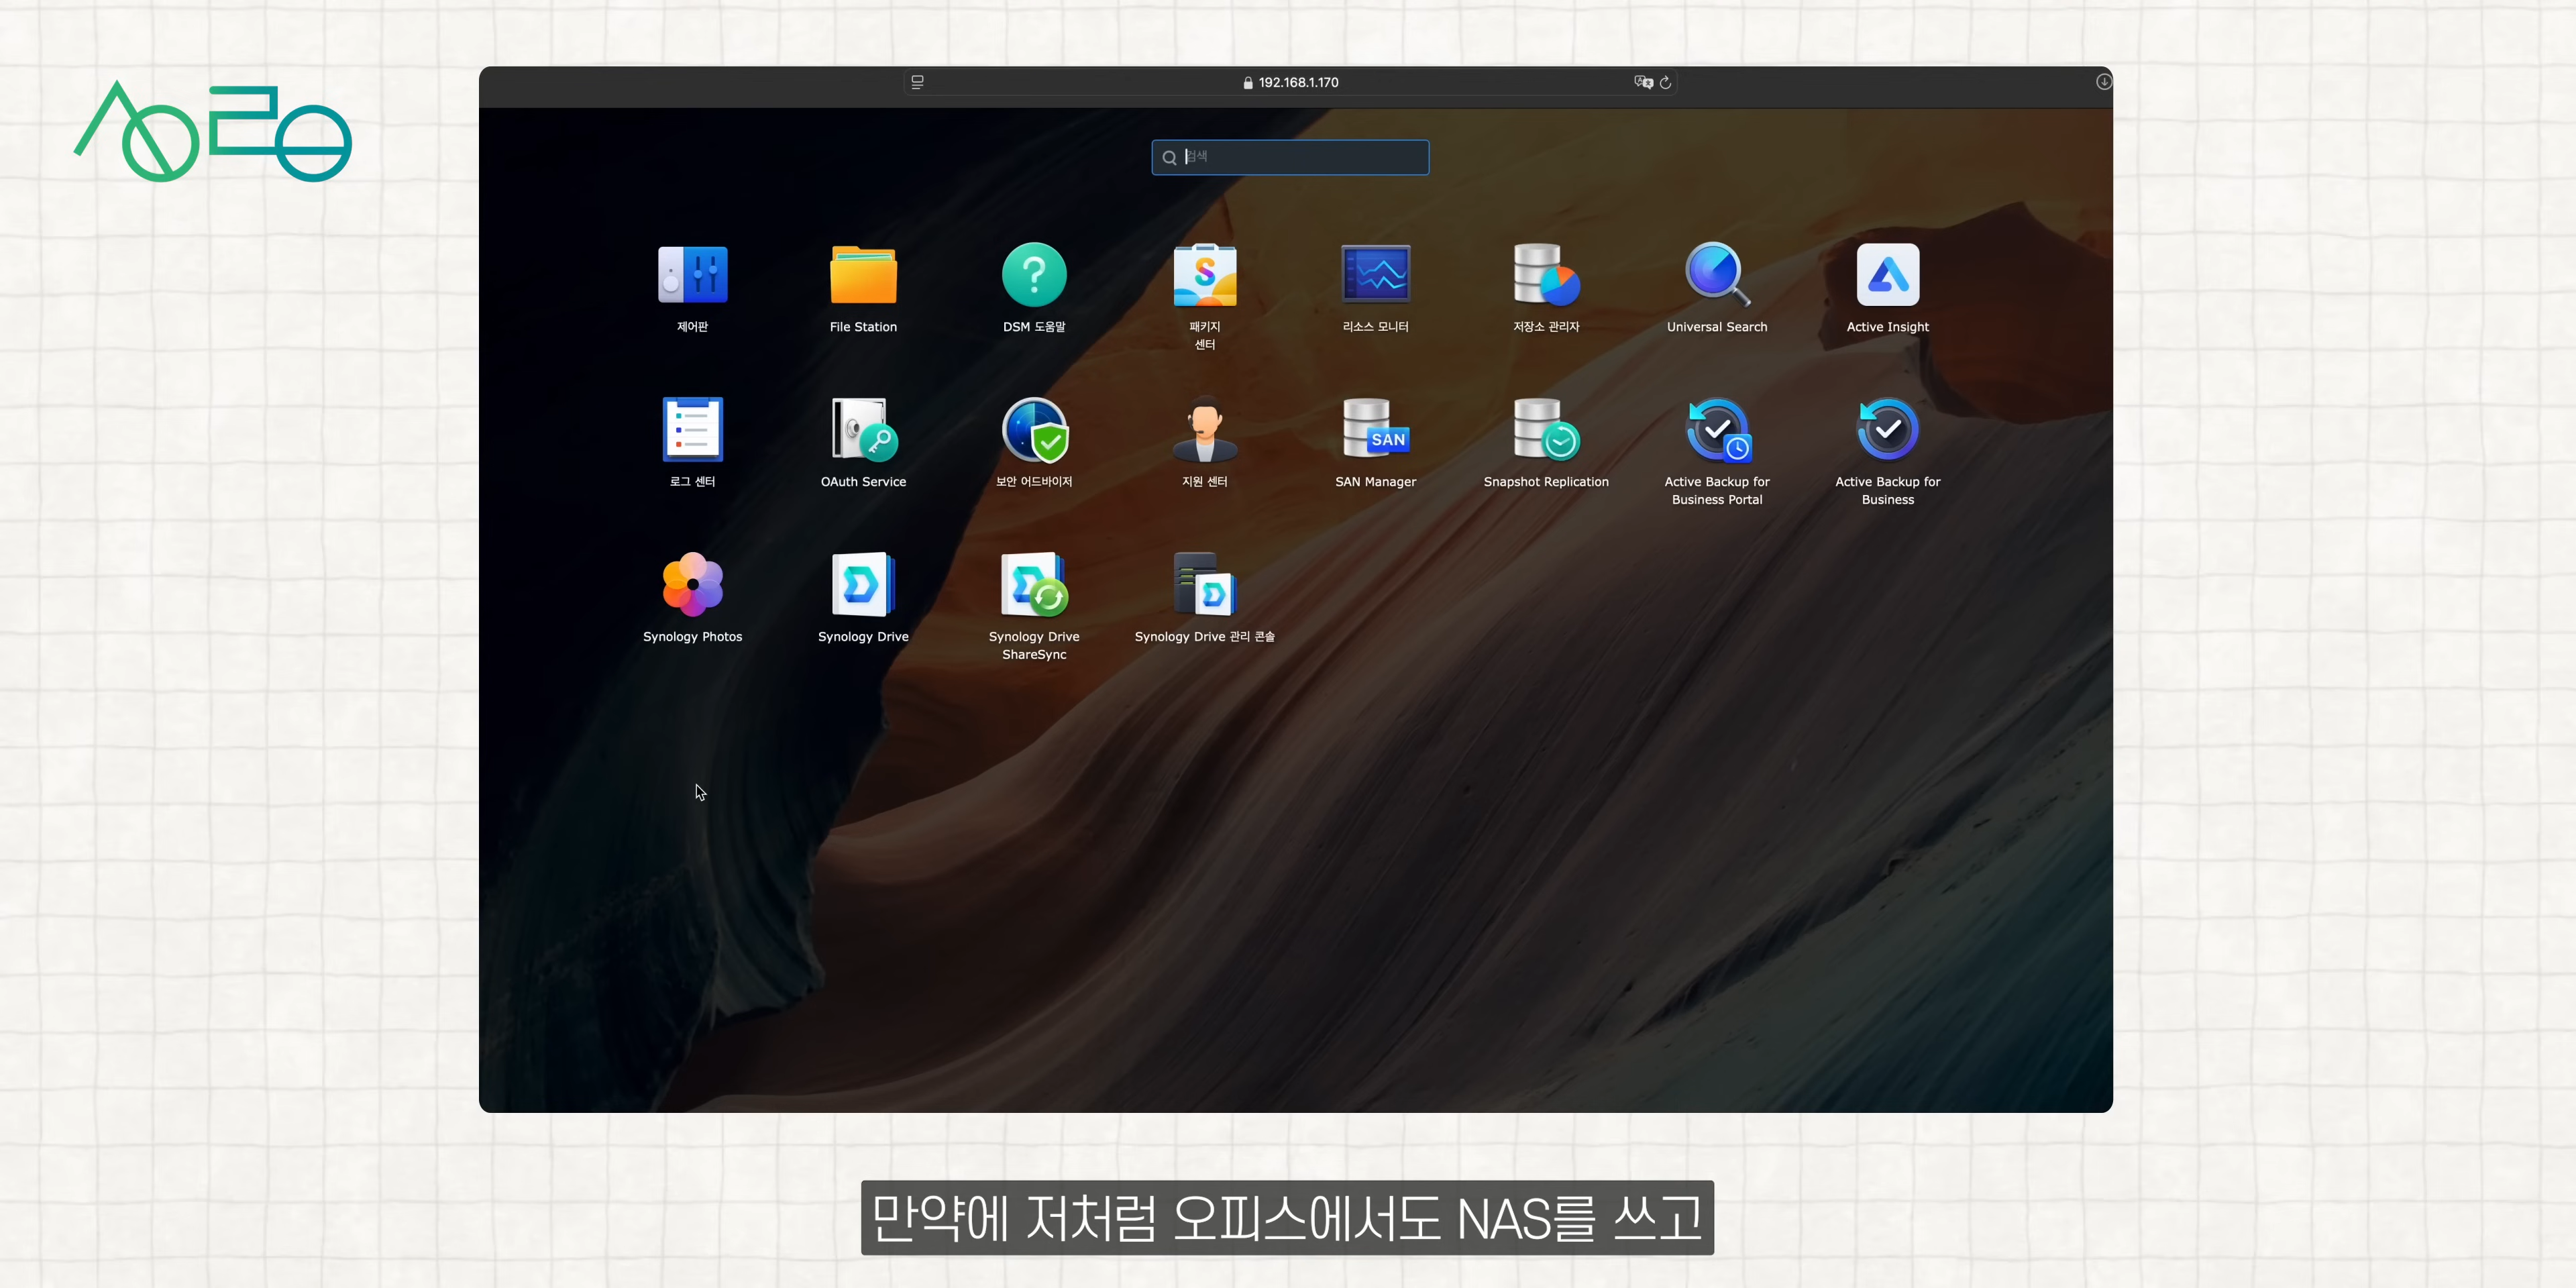 192.168.1.170
검색
제어판
File Station
DSM 도움말
패키지
센터
리소스 모니터
저장소 관리자
Universal Search
Active Insight
로그 센터
OAuth Service
보안 어드바이저
지원 센터
SAN
SAN Manager
Snapshot Replication
Active Backup for
Business Portal
Active Backup for
Business
Synology Photos
Synology Drive
Synology Drive
ShareSync
Synology Drive 관리 콘솔
만약에 저처럼 오피스에서도 NAS를 쓰고